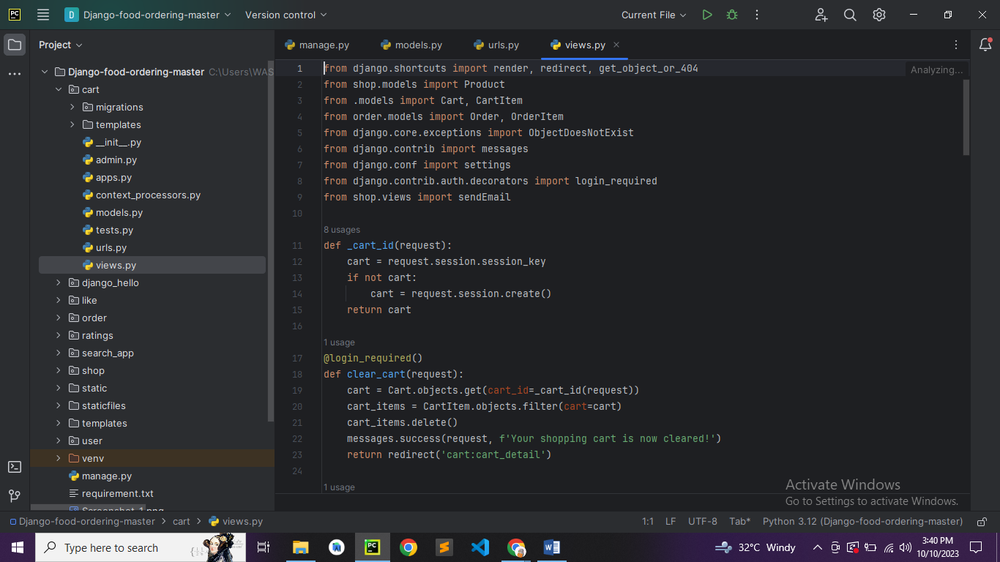 PC
D Django-food-ordering-master Version control Current File
Project
manage.py models.py urls.py views.py
Django-food-ordering-master C:\Users\WAS
cart
migrations
templates
__init__.py
admin.py
apps.py
context_processors.py
models.py
tests.py
urls.py
views.py
django_hello
like
order
ratings
search_app
shop
static
staticfiles
templates
user
venv
manage.py
requirement.txt
Screenshot_1.png
Analyzing...
1 from django.shortcuts import render, redirect, get_object_or_404
2 from shop.models import Product
3 from .models import Cart, CartItem
4 from order.models import Order, OrderItem
5 from django.core.exceptions import ObjectDoesNotExist
6 from django.contrib import messages
7 from django.conf import settings
8 from django.contrib.auth.decorators import login_required
9 from shop.views import sendEmail
10
8 usages
11 def _cart_id(request):
12     cart = request.session.session_key
13     if not cart:
14         cart = request.session.create()
15     return cart
16
1 usage
17 @login_required()
18 def clear_cart(request):
19     cart = Cart.objects.get(cart_id=_cart_id(request))
20     cart_items = CartItem.objects.filter(cart=cart)
21     cart_items.delete()
22     messages.success(request, f'Your shopping cart is now cleared!')
23     return redirect('cart:cart_detail')
24
1 usage
Activate Windows
Go to Settings to activate Windows.
Django-food-ordering-master > cart > views.py 1:1 LF UTF-8 Tab* Python 3.12 (Django-food-ordering-master)
Type here to search
32°C Windy
3:40 PM
10/10/2023